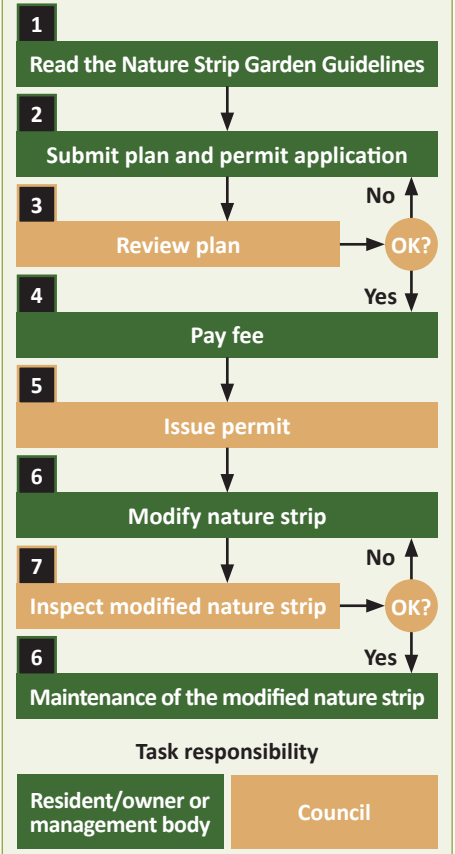 1
Read the Nature Strip Garden Guidelines
2
Submit plan and permit application
No
3
Review plan
OK?
Yes
4
Pay fee
5
Issue permit
6
Modify nature strip
No
7
Inspect modified nature strip
OK?
Yes
6
Maintenance of the modified nature strip
Task responsibility
Resident/owner or
management body
Council